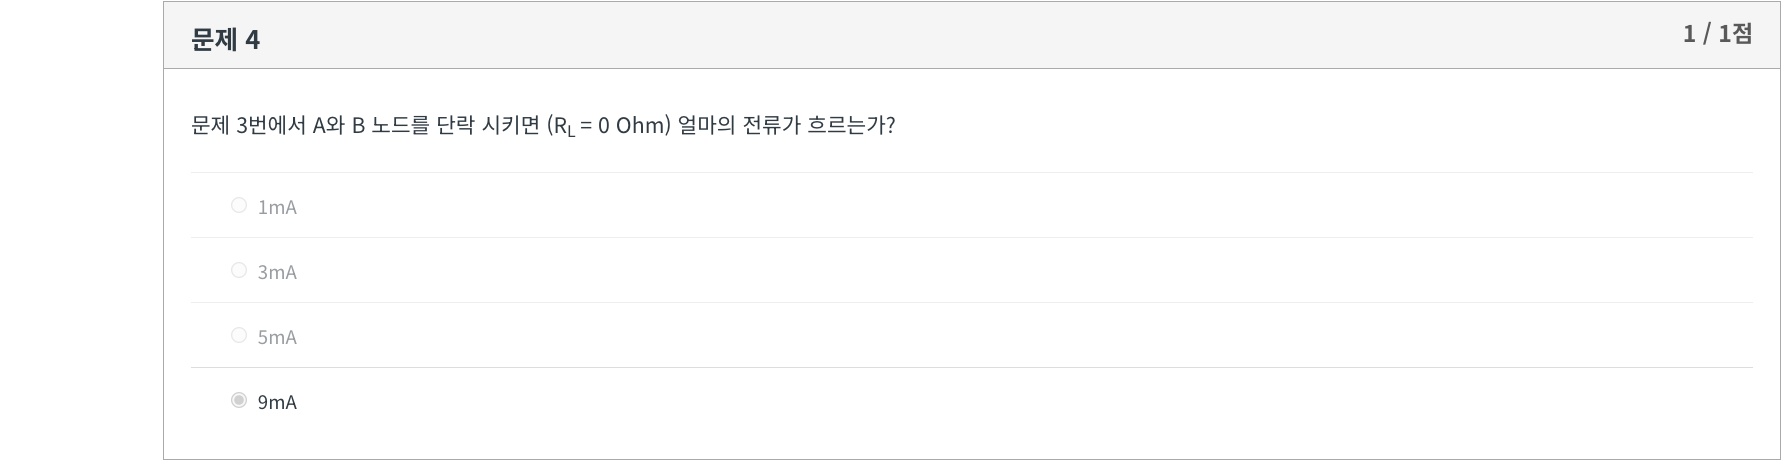 문제 4
1 / 1점
문제 3번에서 A와 B 노드를 단락 시키면 (RL = 0 Ohm) 얼마의 전류가 흐르는가?
1mA
3mA
5mA
9mA